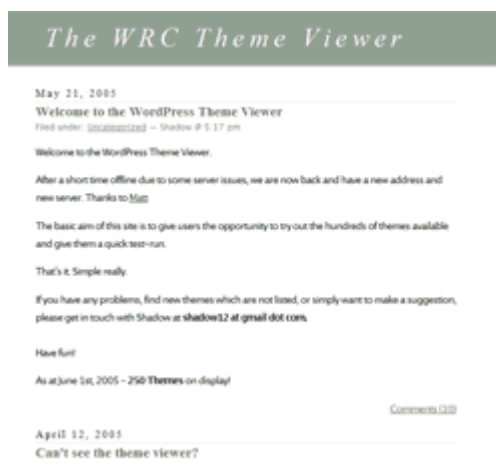 The WRC Theme Viewer
May 21, 2005
Welcome to the WordPress Theme Viewer
Filed under: Uncategorized — Shadow @ 5:17 pm
Welcome to the WordPress Theme Viewer.
After a short time offline due to some server issues, we are now back and have a new address and
new server. Thanks to Matt
The basic aim of this site is to give users the opportunity to try out the hundreds of themes available
and give them a quick test-run.
That's it. Simple really.
If you have any problems, find new themes which are not listed, or simply want to make a suggestion,
please get in touch with Shadow at shadow12 at gmail dot com.
Have fun!
As at June 1st, 2005 – 250 Themes on display!
Comments (10)
April 12, 2005
Can't see the theme viewer?